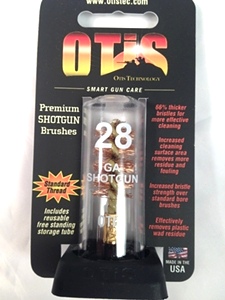 www.otistec.com
OTIS
OTIS TECHNOLOGY
SMART GUN CARE
Premium
SHOTGUN
Brushes
Standard
Thread
Includes
reusable
free standing
storage tube
28
GA
SHOTGUN
66% thicker
bristles for
more effective
cleaning
Increased
cleaning
surface area
removes more
residue and
fouling
Increased bristle
strength over
standard bore
brushes
Effectively
removes plastic
wad residue
MADE IN THE
USA